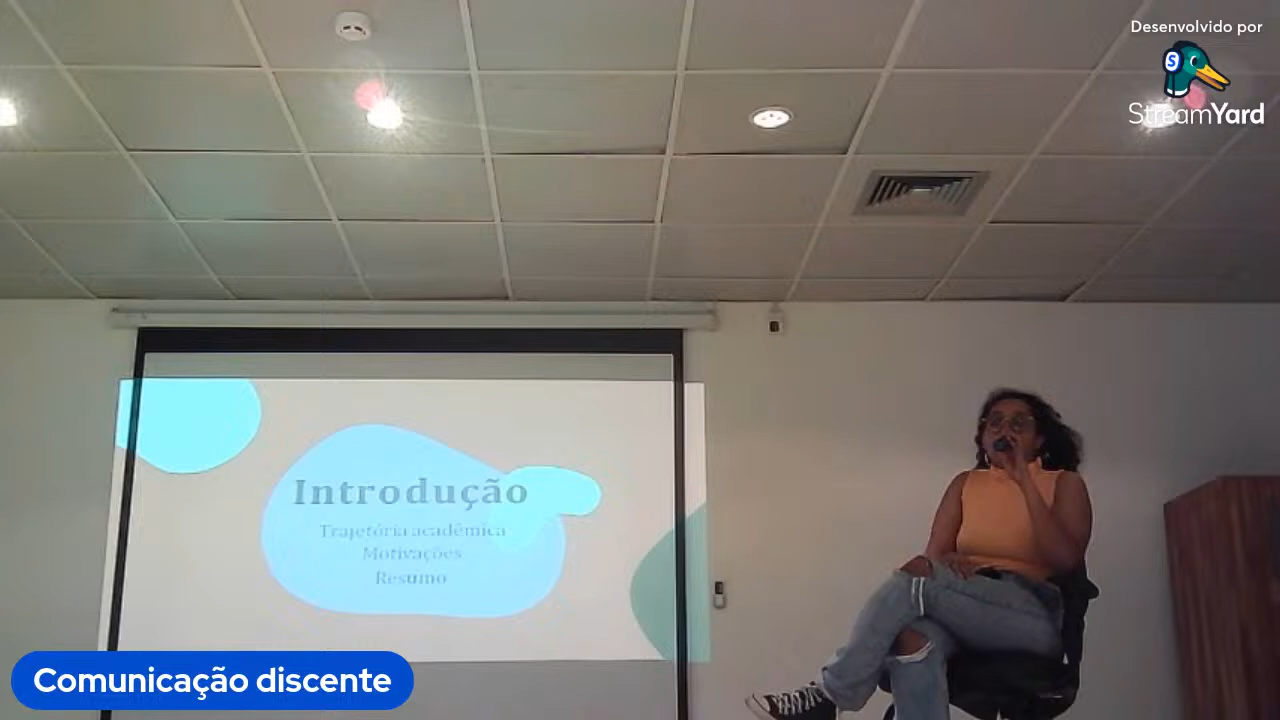 Desenvolvido por
StreamYard
Introdução
Trajetória acadêmica
Motivações
Resumo
Comunicação discente